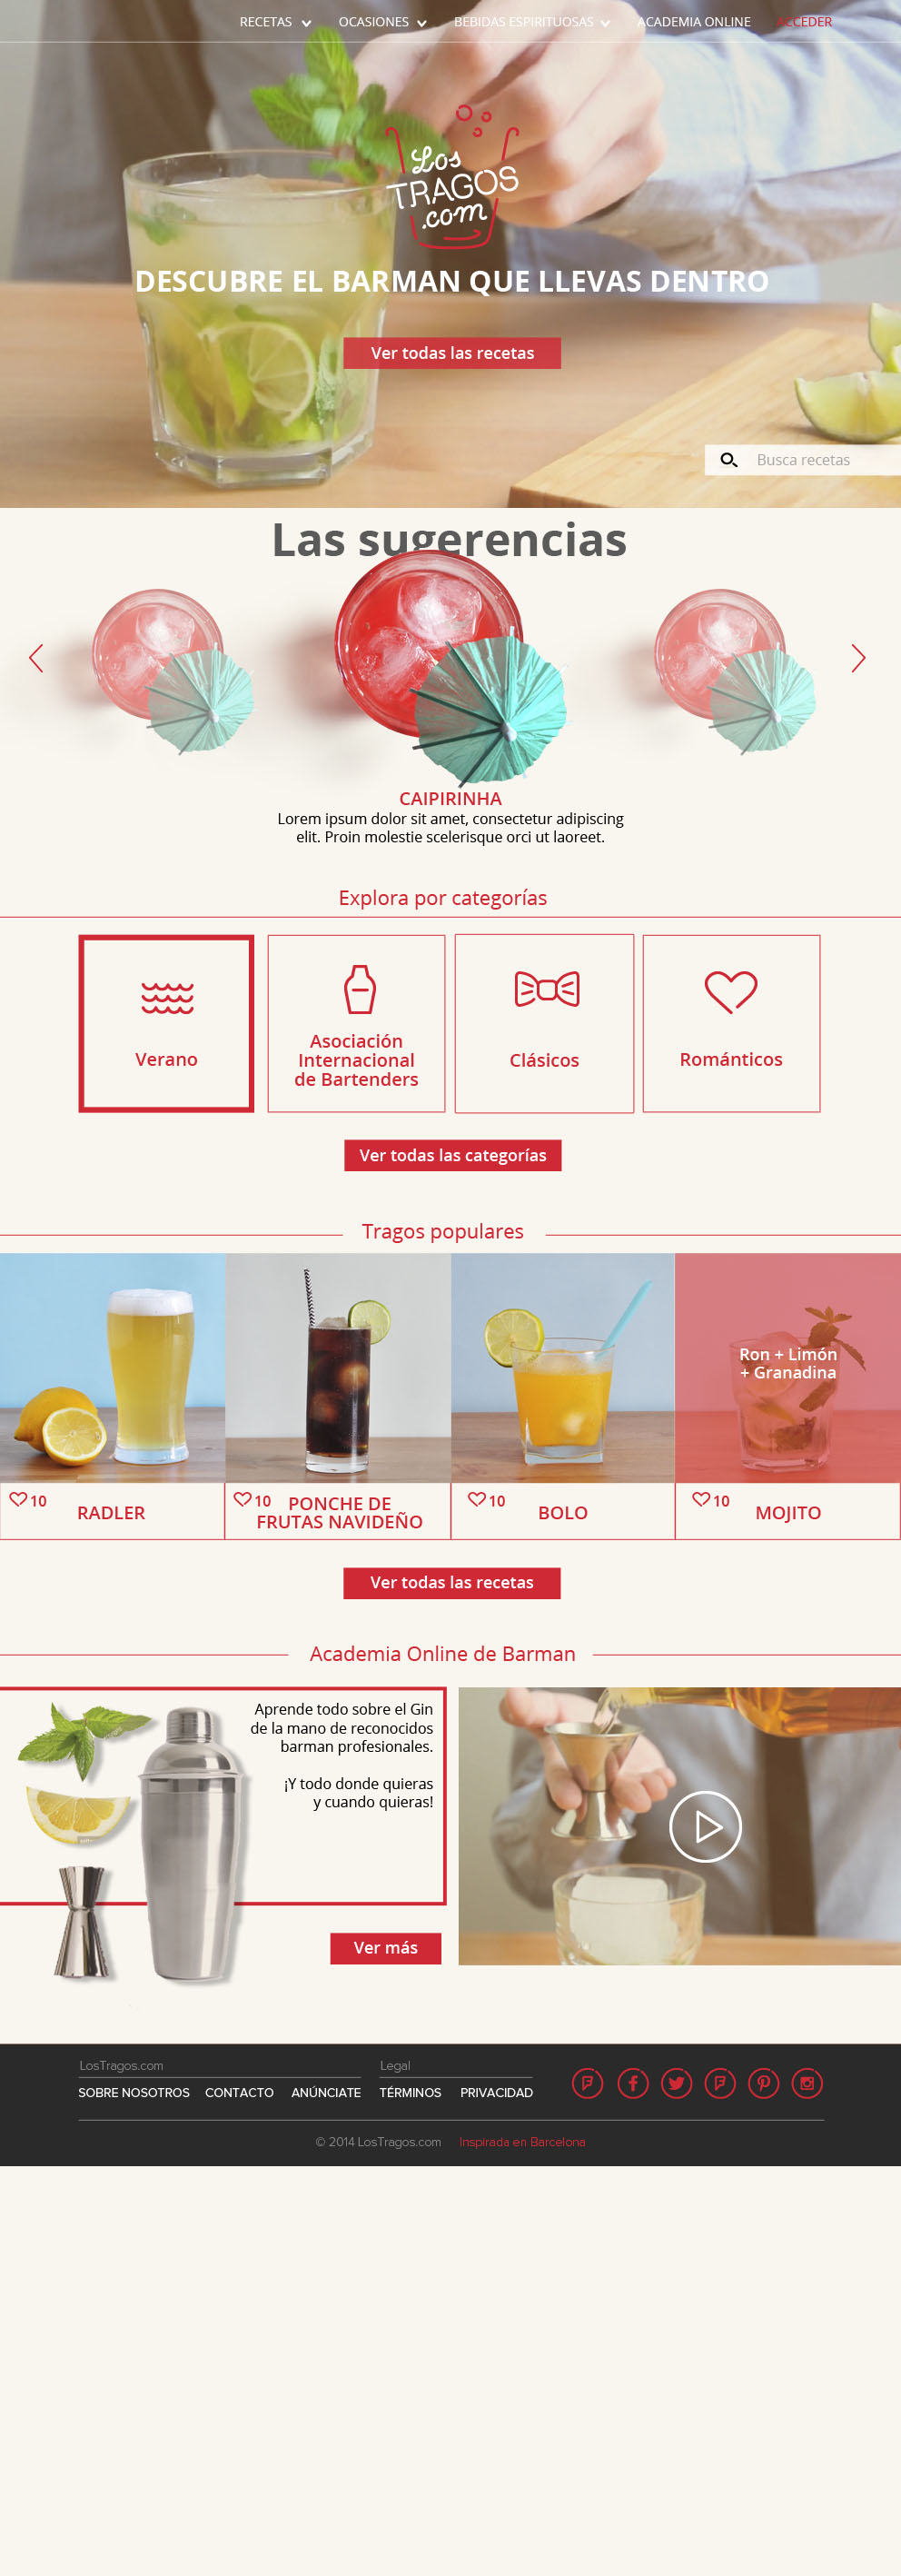 RECETAS OCASIONES BEBIDAS ESPIRITUOSAS ACADEMIA ONLINE ACCEDER
Los
TRAGOS
.com
DESCUBRE EL BARMAN QUE LLEVAS DENTRO
Ver todas las recetas
Busca recetas
Las sugerencias
CAIPIRINHA
Lorem ipsum dolor sit amet, consectetur adipiscing
elit. Proin molestie scelerisque orci ut laoreet.
Explora por categorías
Verano
Asociación
Internacional
de Bartenders
Clásicos
Románticos
Ver todas las categorías
Tragos populares
Ron + Limón
+ Granadina
10 RADLER
10 PONCHE DE
FRUTAS NAVIDEÑO
10 BOLO
10 MOJITO
Ver todas las recetas
Academia Online de Barman
Aprende todo sobre el Gin
de la mano de reconocidos
barman profesionales.
¡Y todo donde quieras
y cuando quieras!
Ver más
LosTragos.com Legal
SOBRE NOSOTROS CONTACTO ANÚNCIATE TÉRMINOS PRIVACIDAD
© 2014 LosTragos.com Inspirada en Barcelona